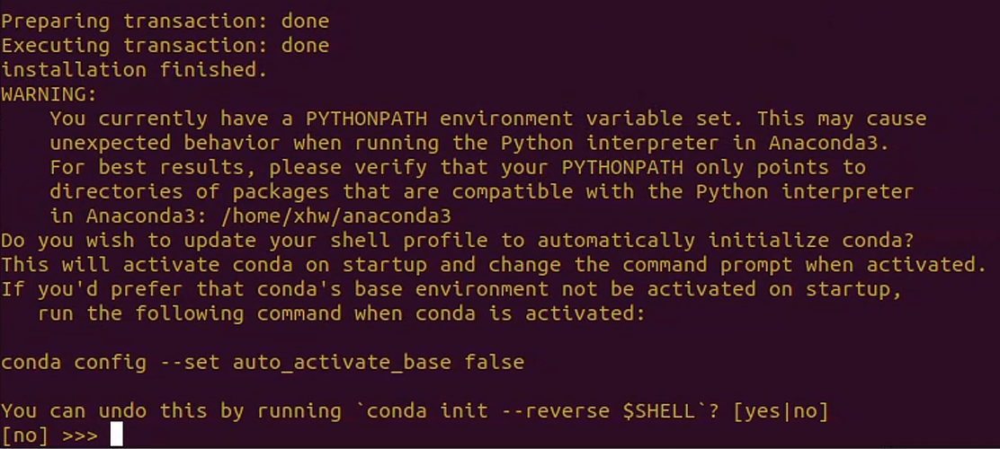 Preparing transaction: done
Executing transaction: done
installation finished.
WARNING:
    You currently have a PYTHONPATH environment variable set. This may cause
    unexpected behavior when running the Python interpreter in Anaconda3.
    For best results, please verify that your PYTHONPATH only points to
    directories of packages that are compatible with the Python interpreter
    in Anaconda3: /home/xhw/anaconda3
Do you wish to update your shell profile to automatically initialize conda?
This will activate conda on startup and change the command prompt when activated.
If you'd prefer that conda's base environment not be activated on startup,
   run the following command when conda is activated:

conda config --set auto_activate_base false

You can undo this by running `conda init --reverse $SHELL`? [yes|no]
[no] >>>